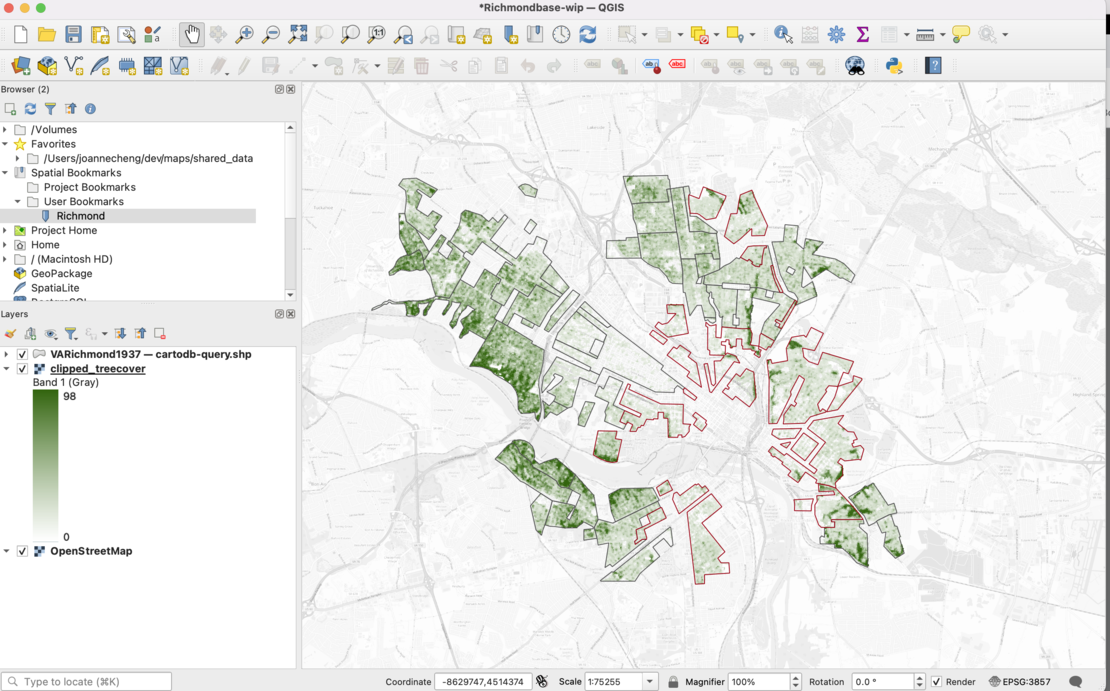 *Richmondbase-wip — QGIS
Browser (2)
/Volumes
Favorites
/Users/joannecheng/dev/maps/shared_data
Spatial Bookmarks
Project Bookmarks
User Bookmarks
Richmond
Project Home
Home
/ (Macintosh HD)
GeoPackage
SpatiaLite
Layers
VARichmond1937 — cartodb-query.shp
clipped_treecover
Band 1 (Gray)
98
0
OpenStreetMap
Type to locate (⌘K)
Coordinate -8629747,4514374 Scale 1:75255 Magnifier 100% Rotation 0.0 ° Render EPSG:3857